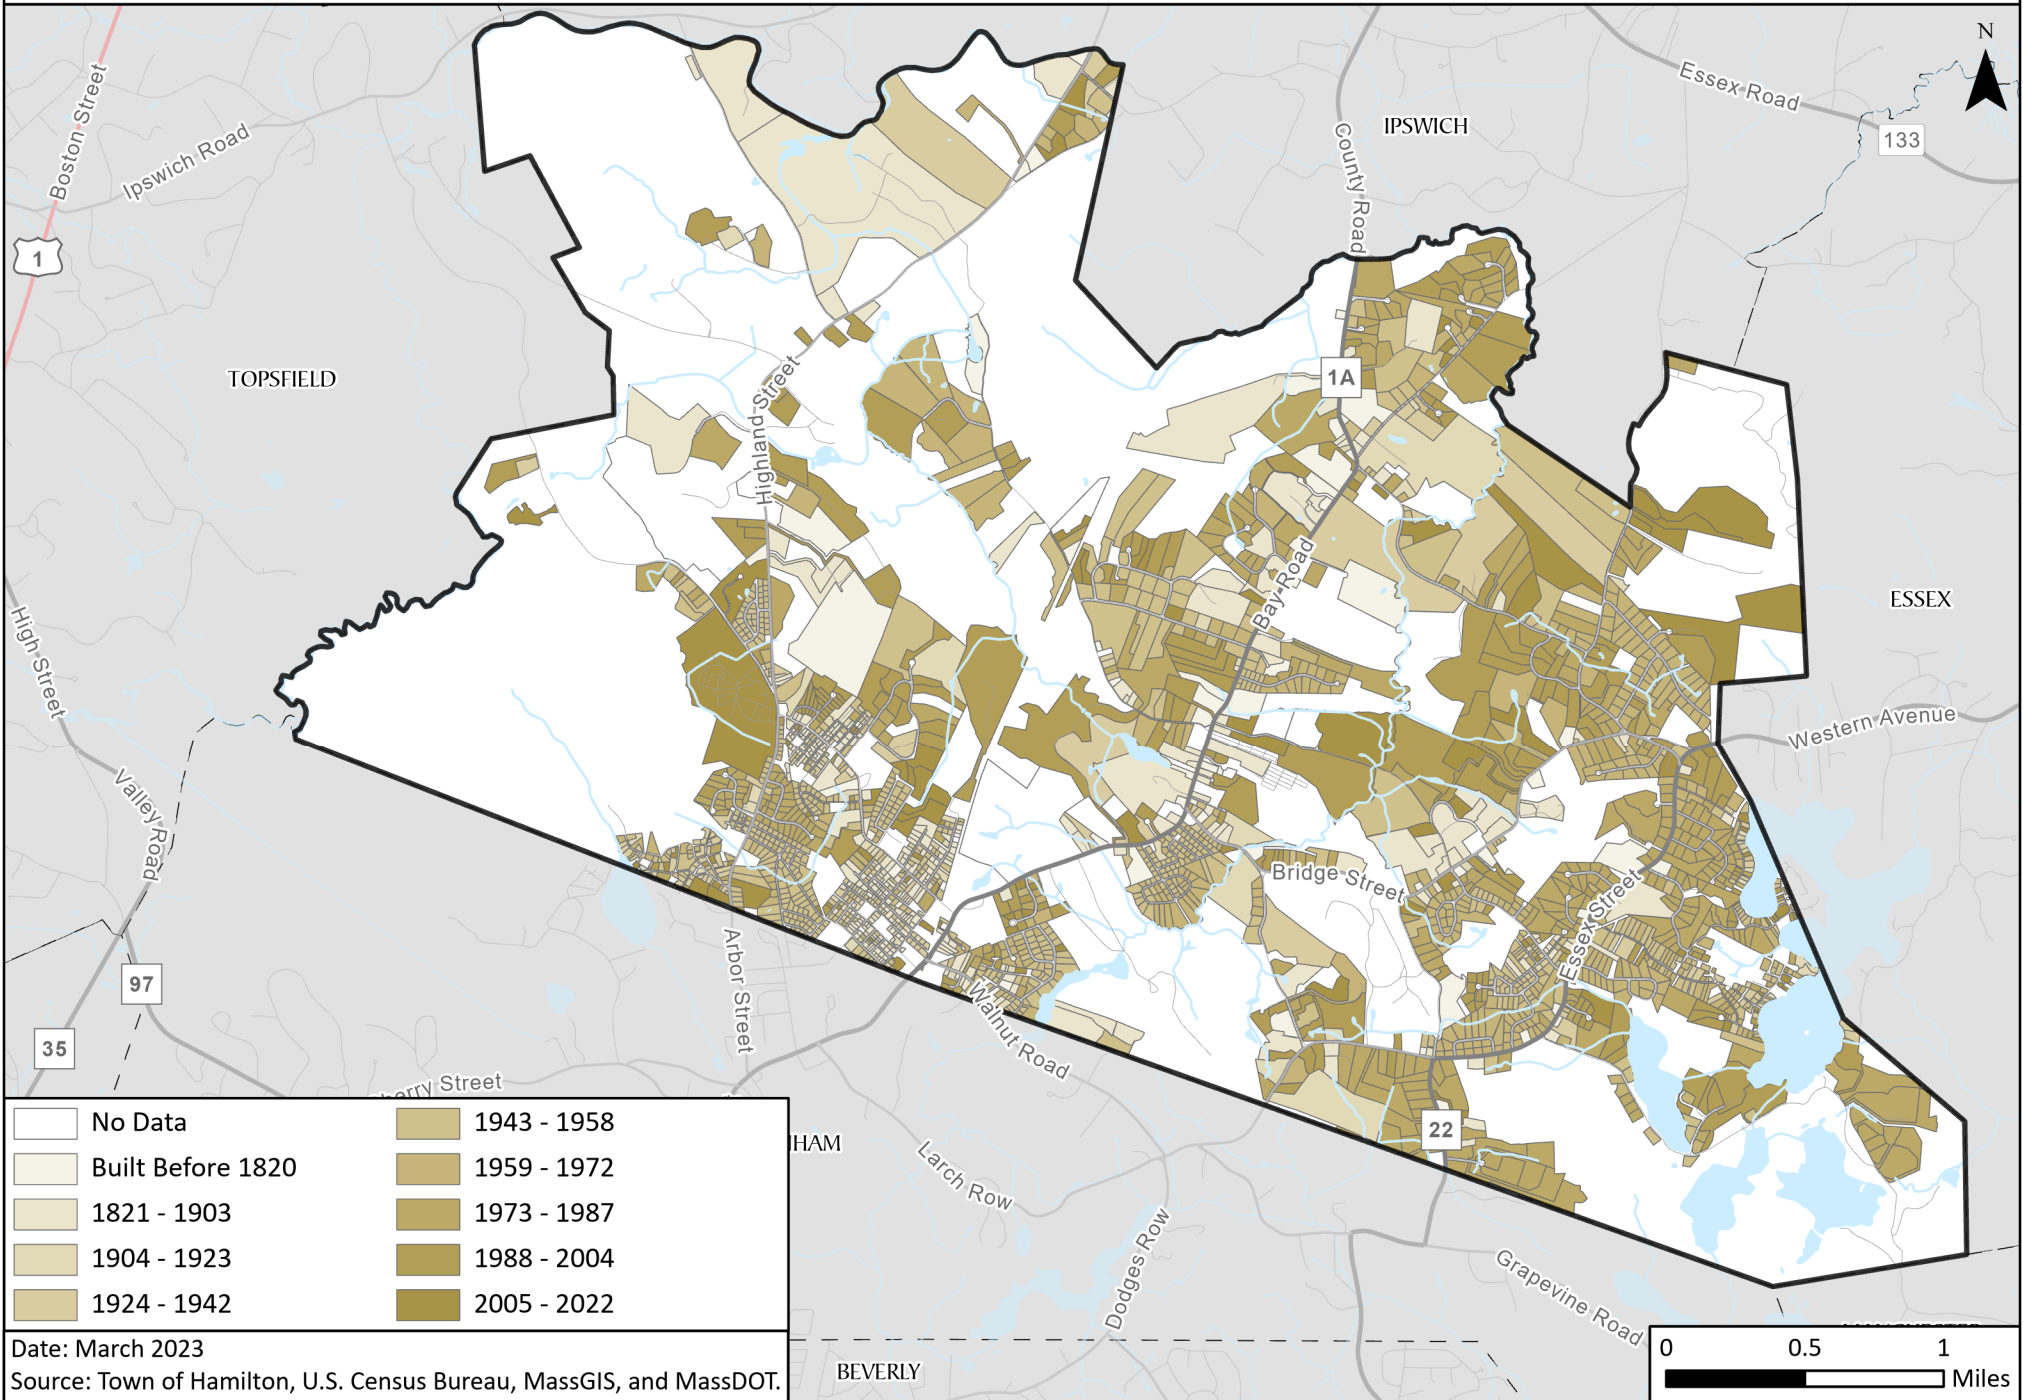 N
Essex Road
IPSWICH
133
Boston Street
Ipswich Road
County Road
1
TOPSFIELD
1A
Highland Street
Bay Road
ESSEX
High Street
Western Avenue
Valley Road
Bridge Street
Essex Street
97
Arbor Street
Walnut Road
35
22
Larch Row
Dodges Row
Grapevine Road
BEVERLY
No Data
Built Before 1820
1821 - 1903
1904 - 1923
1924 - 1942
1943 - 1958
1959 - 1972
1973 - 1987
1988 - 2004
2005 - 2022
Date: March 2023
Source: Town of Hamilton, U.S. Census Bureau, MassGIS, and MassDOT.
0 0.5 1
Miles